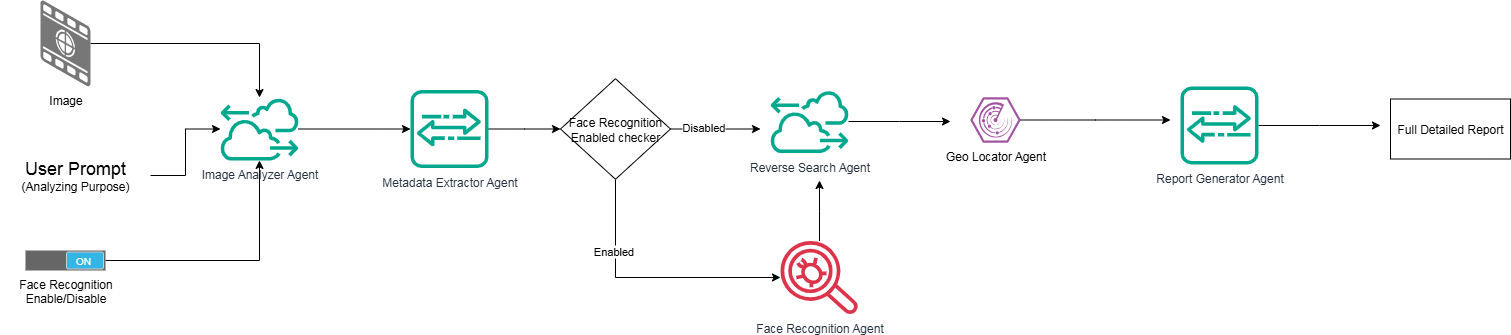 Image
User Prompt
(Analyzing Purpose)
ON
Face Recognition
Enable/Disable
Image Analyzer Agent
Metadata Extractor Agent
Face Recognition
Enabled checker
Disabled
Enabled
Reverse Search Agent
Face Recognition Agent
Geo Locator Agent
Report Generator Agent
Full Detailed Report